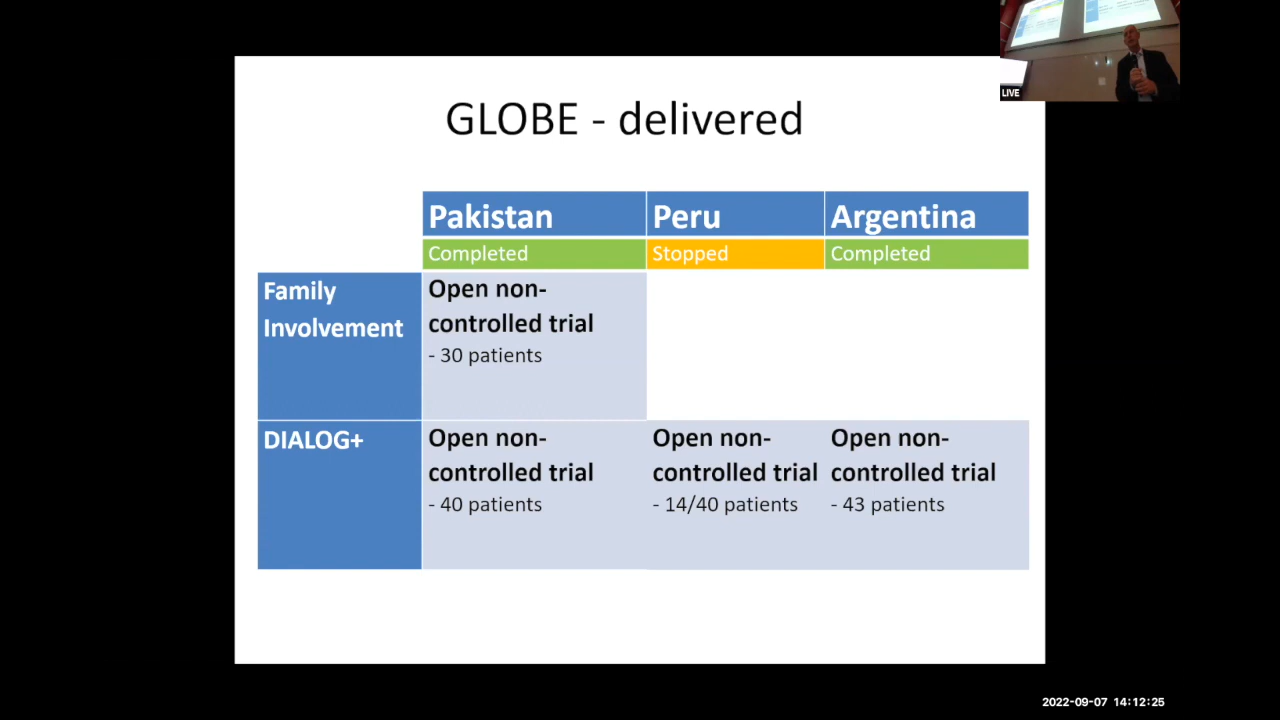 LIVE
GLOBE - delivered
Pakistan Peru Argentina
Completed Stopped Completed
Family
Involvement
Open non-
controlled trial
- 30 patients
DIALOG+
Open non-
controlled trial
- 40 patients
Open non-
controlled trial
- 14/40 patients
Open non-
controlled trial
- 43 patients
2022-09-07 14:12:25